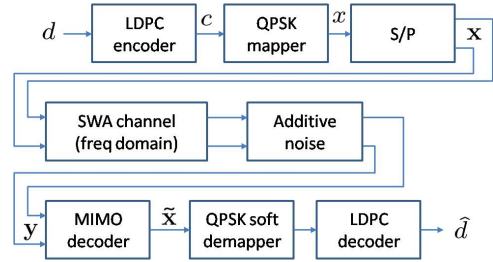 d LDPC encoder c QPSK mapper x S/P 𝐱
SWA channel (freq domain) Additive noise
𝐲 MIMO decoder 𝐱̃ QPSK soft demapper LDPC decoder d̂